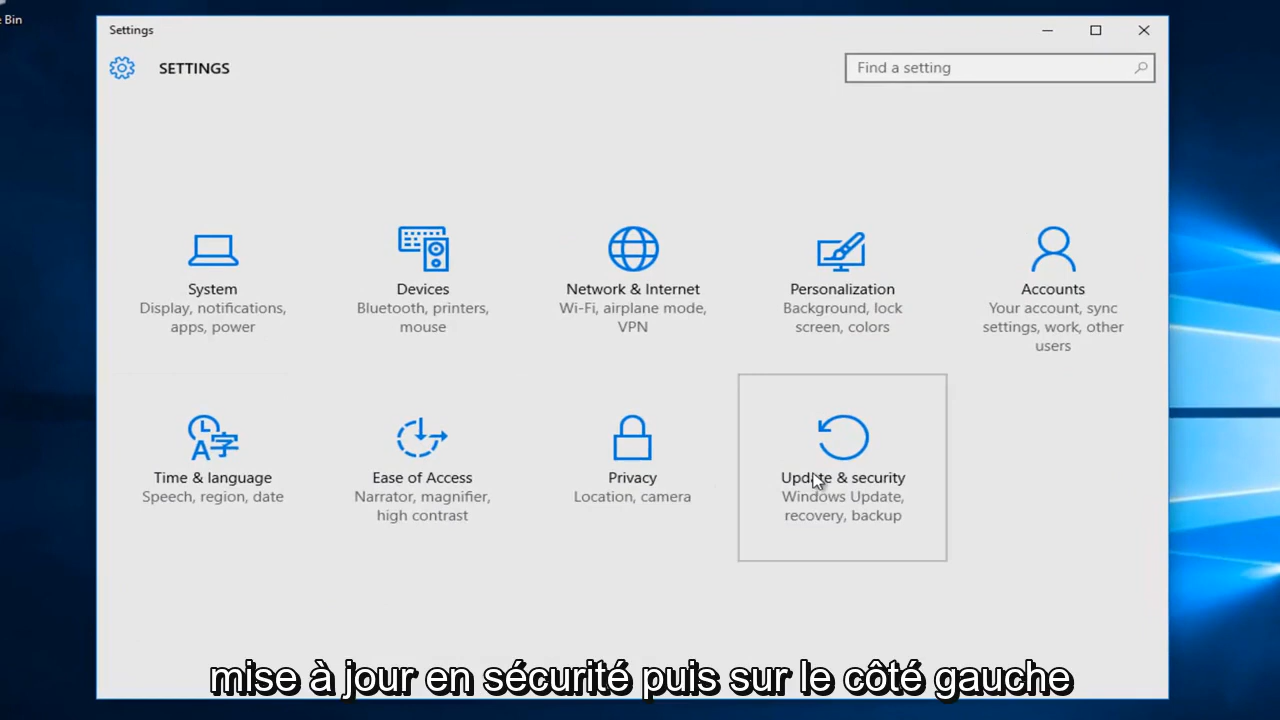 Bin
Settings
SETTINGS
Find a setting
System
Display, notifications,
apps, power
Devices
Bluetooth, printers,
mouse
Network & Internet
Wi-Fi, airplane mode,
VPN
Personalization
Background, lock
screen, colors
Accounts
Your account, sync
settings, work, other
users
Time & language
Speech, region, date
Ease of Access
Narrator, magnifier,
high contrast
Privacy
Location, camera
Update & security
Windows Update,
recovery, backup
mise à jour en sécurité puis sur le côté gauche